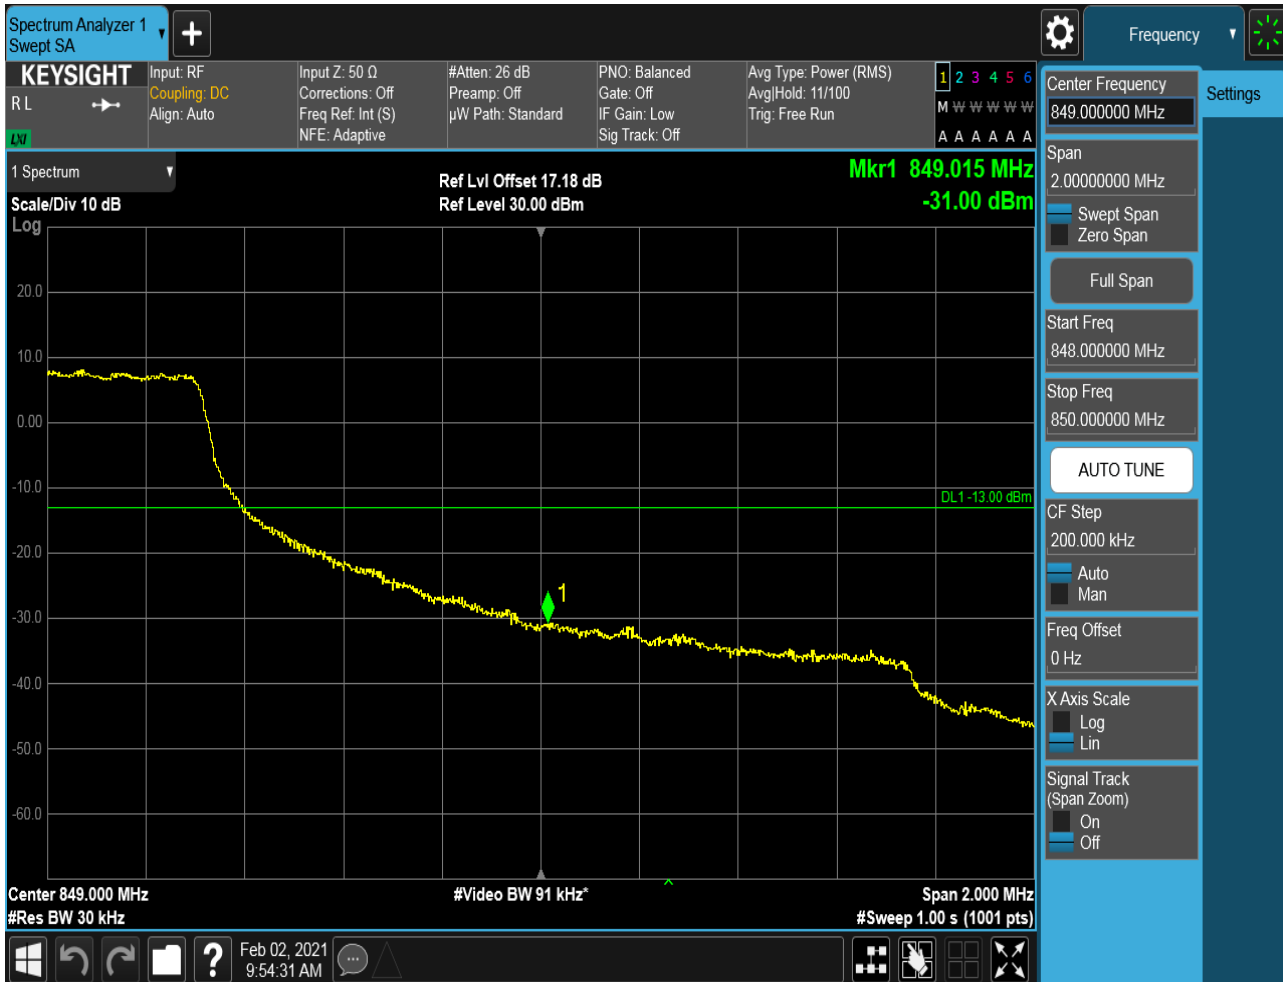 Spectrum Analyzer 1
Swept SA
+
Frequency
KEYSIGHT
R L
LXI
Input: RF
Coupling: DC
Align: Auto
Input Z: 50 Ω
Corrections: Off
Freq Ref: Int (S)
NFE: Adaptive
#Atten: 26 dB
Preamp: Off
µW Path: Standard
PNO: Balanced
Gate: Off
IF Gain: Low
Sig Track: Off
Avg Type: Power (RMS)
Avg|Hold: 11/100
Trig: Free Run
1 2 3 4 5 6
M W W W W W
A A A A A A
1 Spectrum
Scale/Div 10 dB
Log
Ref Lvl Offset 17.18 dB
Ref Level 30.00 dBm
Mkr1 849.015 MHz
-31.00 dBm
20.0
10.0
0.00
-10.0
DL1 -13.00 dBm
-20.0
1
-30.0
-40.0
-50.0
-60.0
Center 849.000 MHz
#Video BW 91 kHz*
Span 2.000 MHz
#Res BW 30 kHz
#Sweep 1.00 s (1001 pts)
Feb 02, 2021
9:54:31 AM
?
Center Frequency
849.000000 MHz
Settings
Span
2.00000000 MHz
Swept Span
Zero Span
Full Span
Start Freq
848.000000 MHz
Stop Freq
850.000000 MHz
AUTO TUNE
CF Step
200.000 kHz
Auto
Man
Freq Offset
0 Hz
X Axis Scale
Log
Lin
Signal Track
(Span Zoom)
On
Off